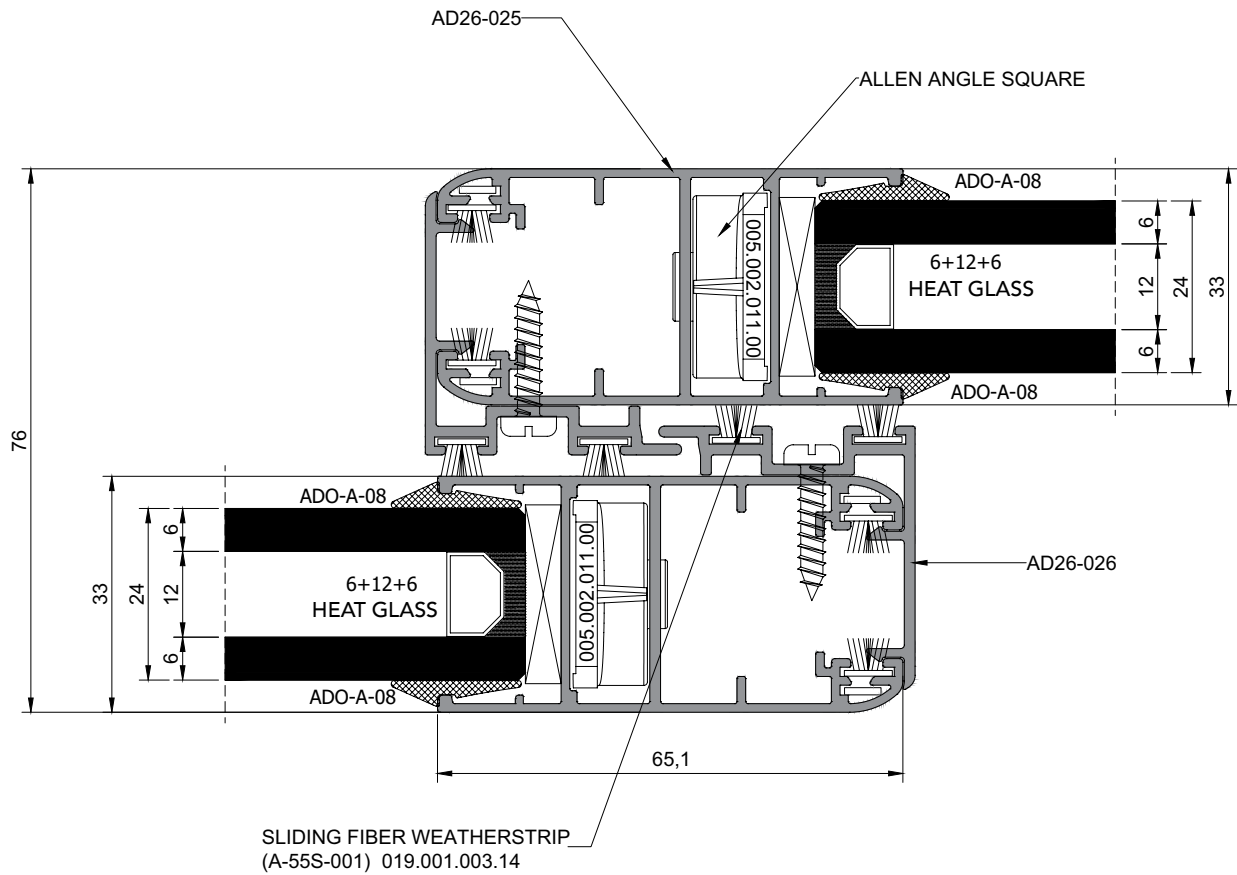 AD26-025
ALLEN ANGLE SQUARE
ADO-A-08
005.002.011.00
6+12+6
HEAT GLASS
6
12
6
24
33
ADO-A-08
76
ADO-A-08
6
12
6
24
33
6+12+6
HEAT GLASS
005.002.011.00
AD26-026
ADO-A-08
65,1
SLIDING FIBER WEATHERSTRIP
(A-55S-001) 019.001.003.14